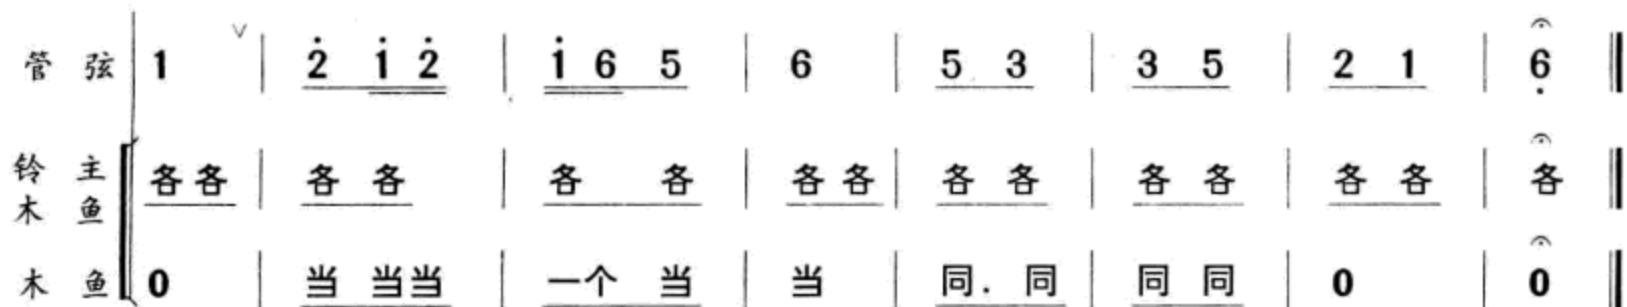 管 弦 1 ∨ | 2̇ 1̇ 2̇ | 1̇ 6 5 | 6 | 5 3 | 3 5 | 2 1 | 6̣ ‖
铃 主
木 鱼 各各 | 各 各 | 各 各 | 各各 | 各 各 | 各 各 | 各 各 | 各 ‖
木 鱼 0 | 当 当当 | 一个 当 | 当 | 同. 同 | 同 同 | 0 | 0 ‖